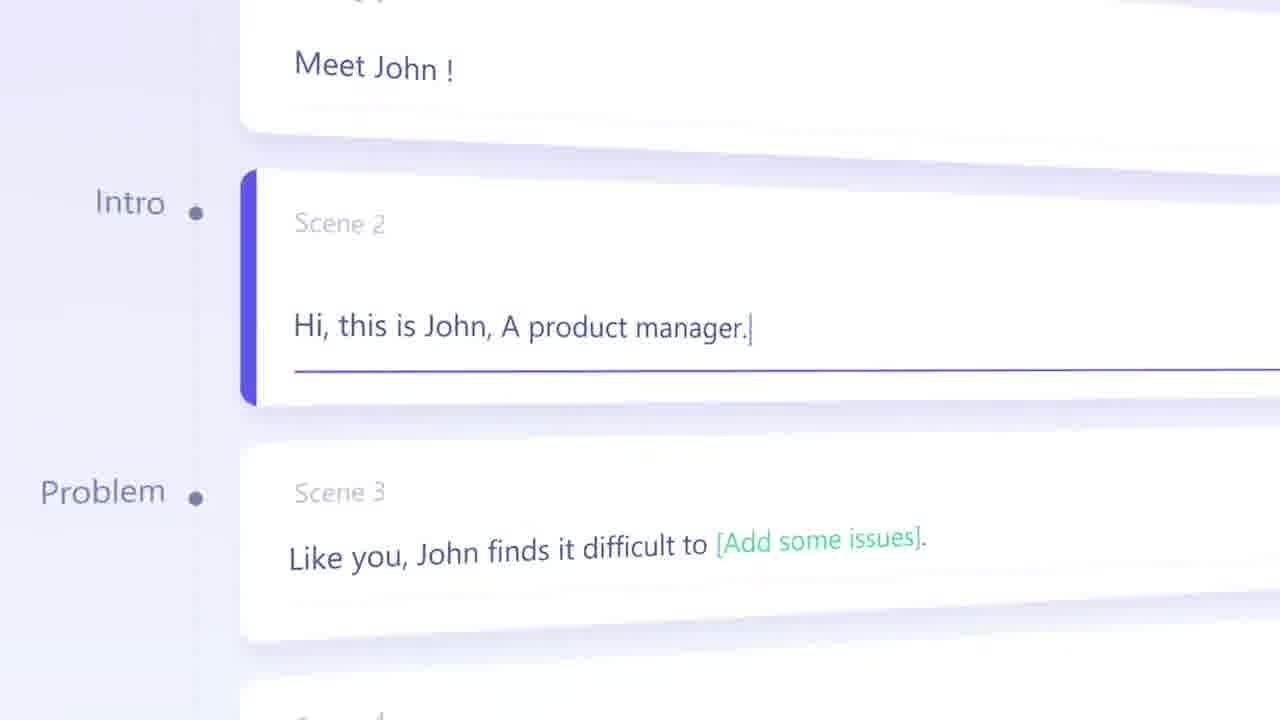 Meet John !
Intro
Scene 2
Hi, this is John, A product manager.
Problem
Scene 3
Like you, John finds it difficult to [Add some issues].